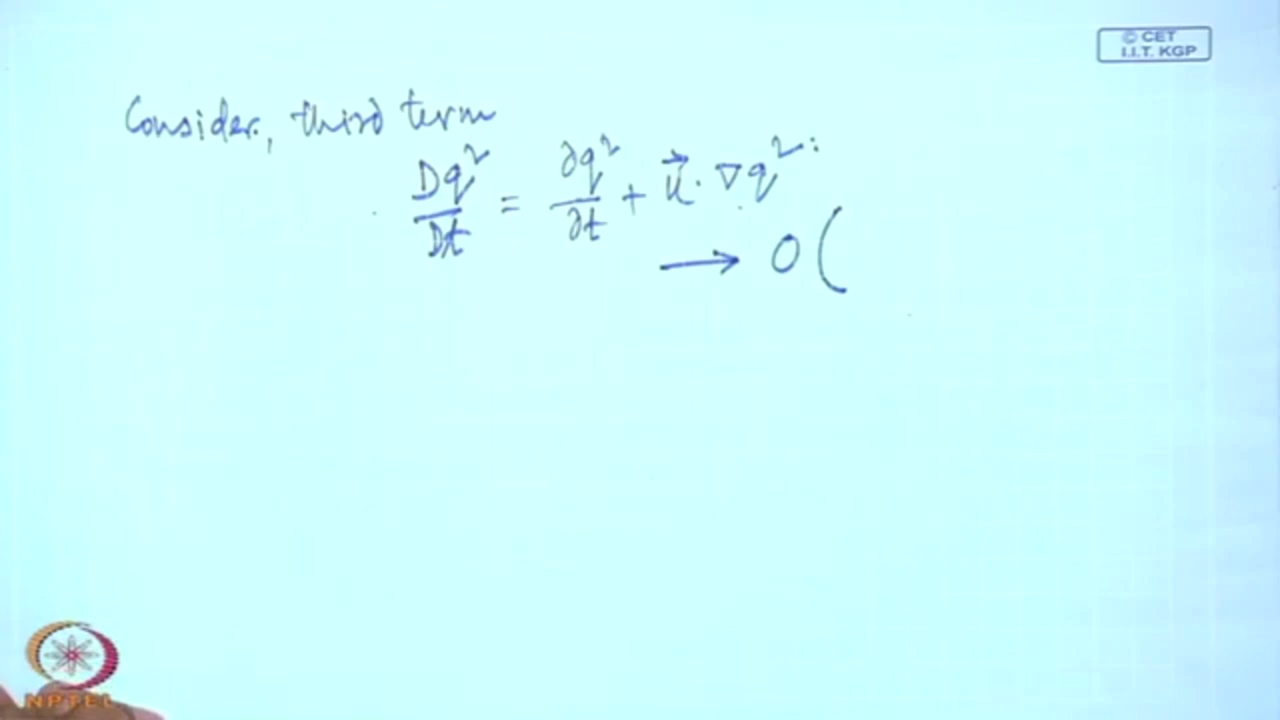 © CET
I.I.T. KGP
Consider, third term
Dq²/Dt = ∂q²/∂t + u⃗. ∇q² :
→ O (
NPTEL